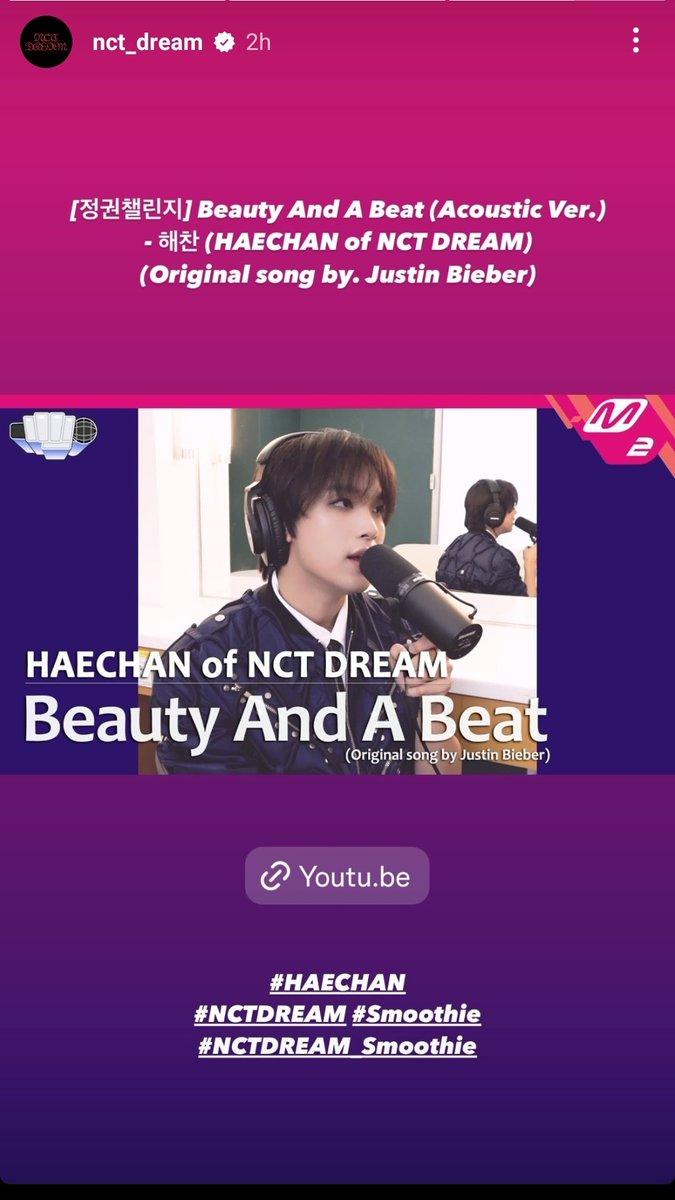 nct_dream 2h
[정권챌린지] Beauty And A Beat (Acoustic Ver.)
- 해찬 (HAECHAN of NCT DREAM)
(Original song by. Justin Bieber)
M
2
HAECHAN of NCT DREAM
Beauty And A Beat
(Original song by Justin Bieber)
Youtu.be
#HAECHAN
#NCTDREAM #Smoothie
#NCTDREAM_Smoothie